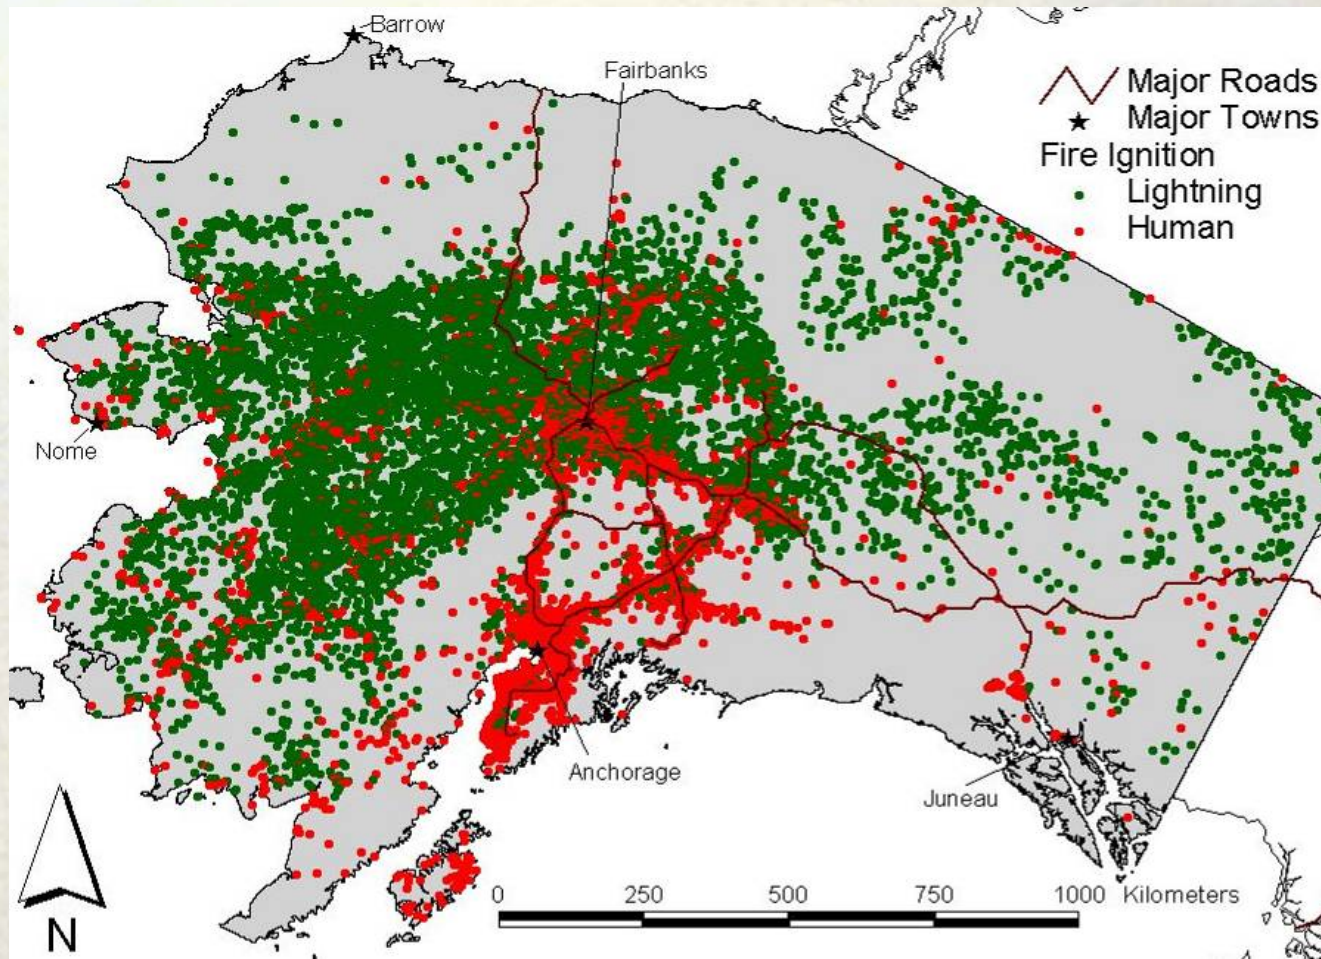 Barrow
Fairbanks
Major Roads
Major Towns
Fire Ignition
Lightning
Human
Nome
Anchorage
Juneau
0 250 500 750 1000 Kilometers
N